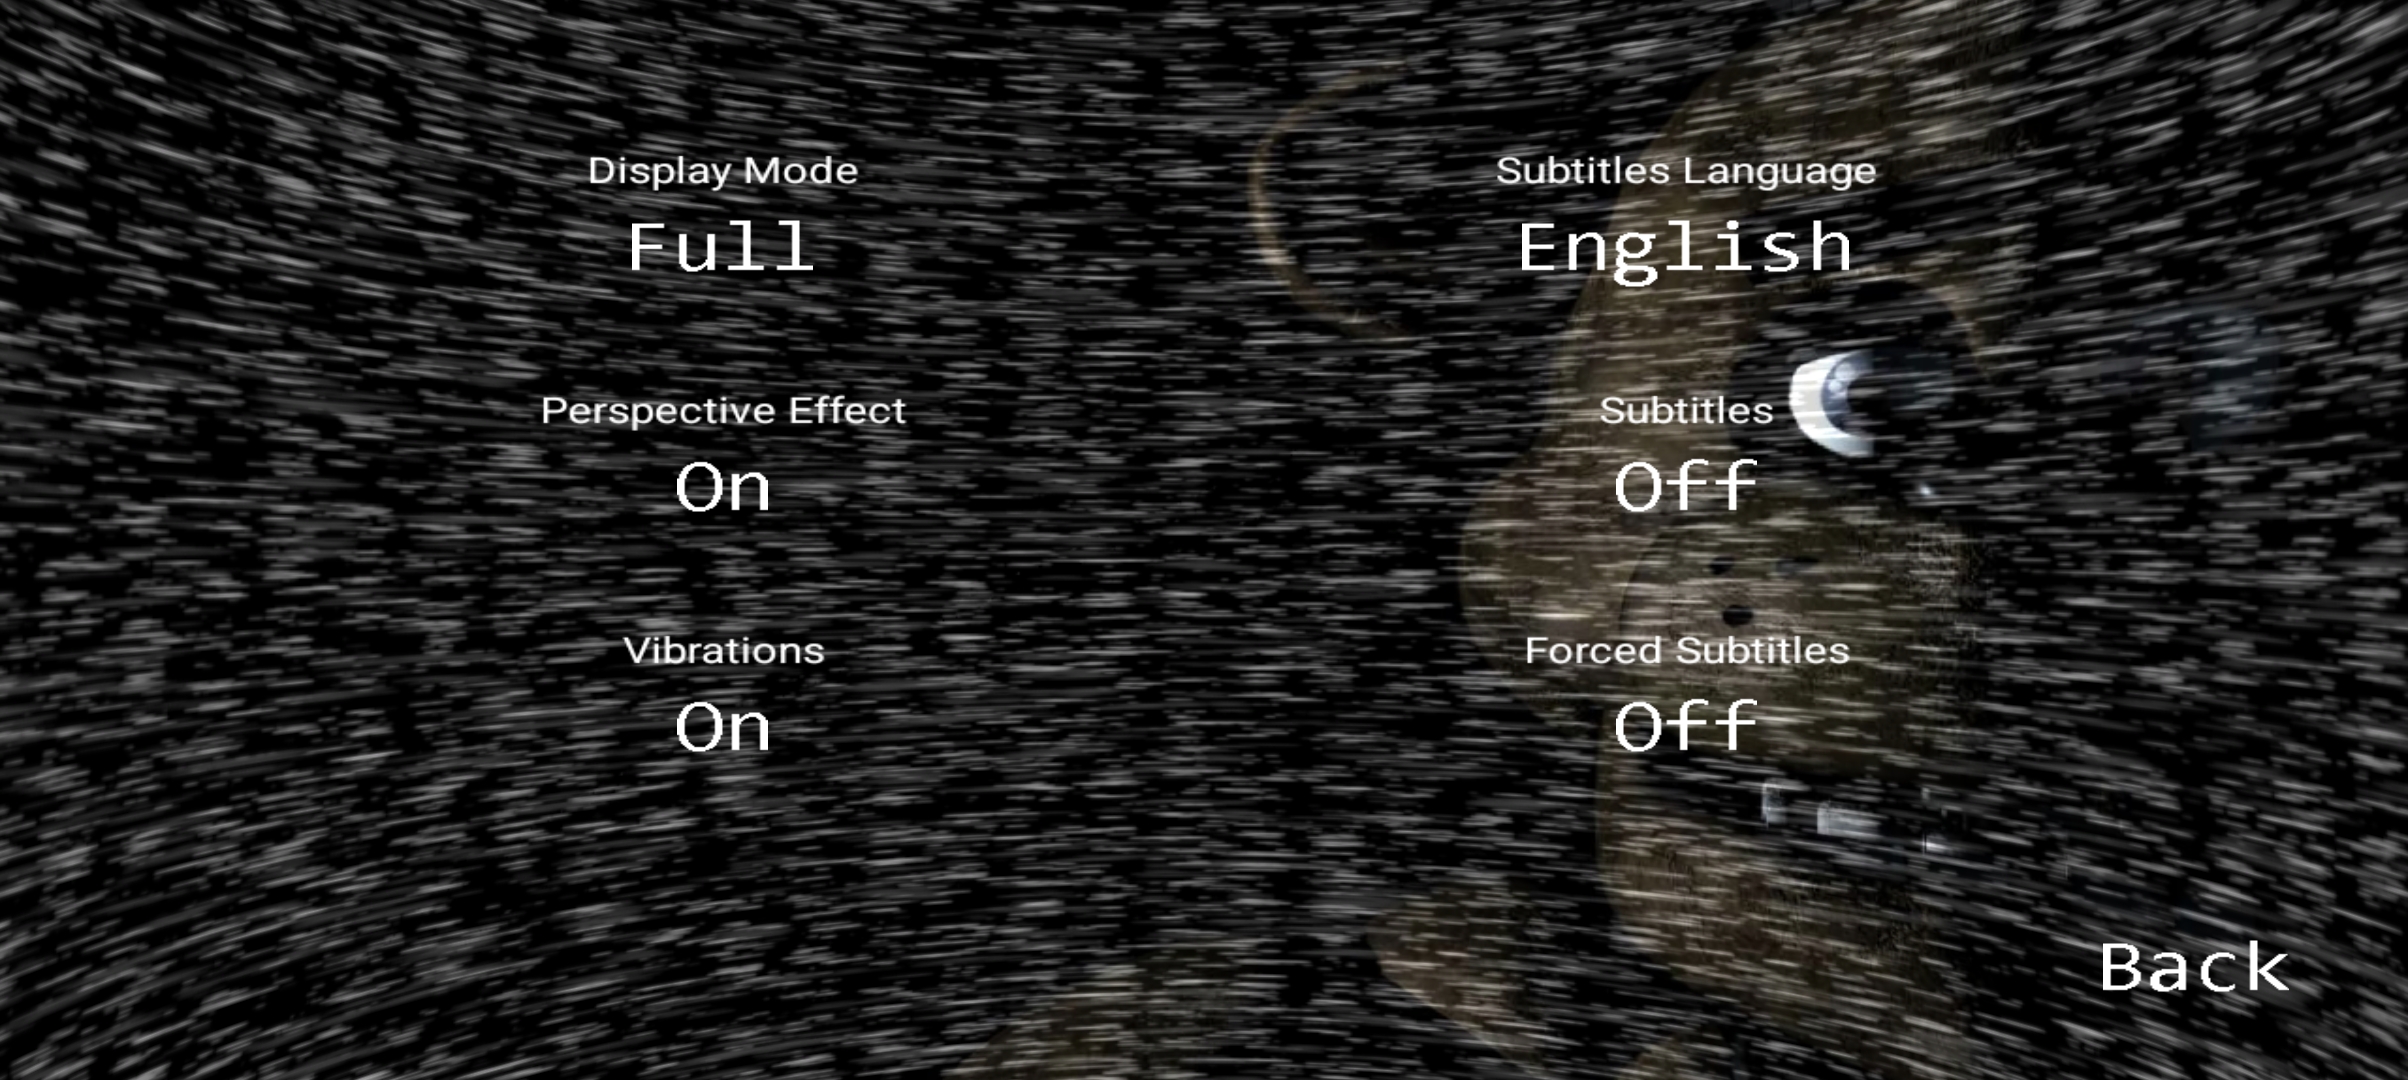 Display Mode
Full
Perspective Effect
On
Vibrations
On
Subtitles Language
English
Subtitles
Off
Forced Subtitles
Off
Back